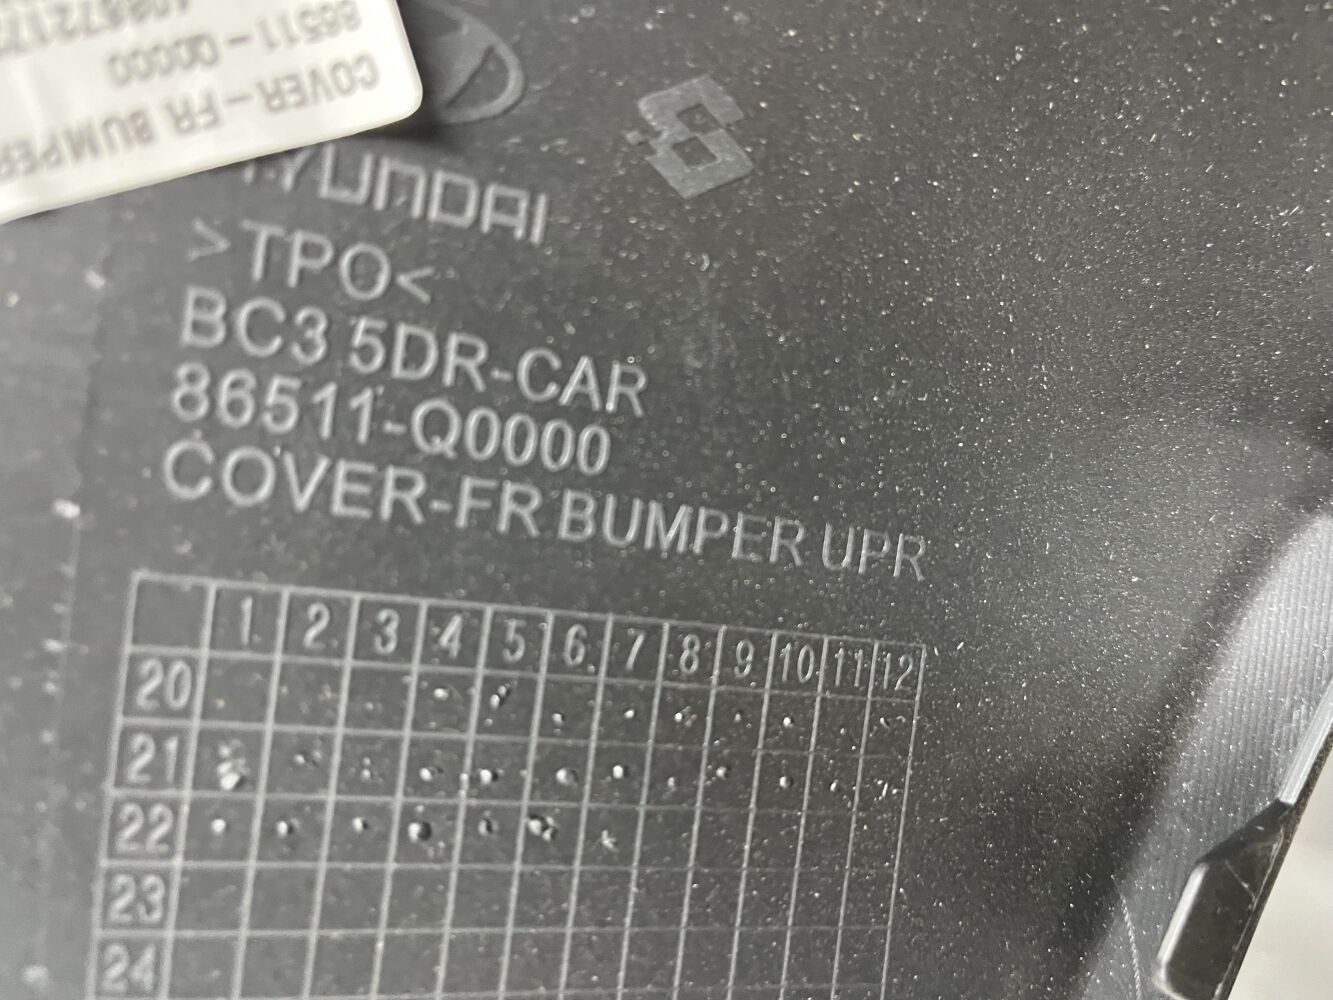 COVER-FR BUMPER
86511-Q0000
HYUNDAI
>TPO<
BC3 5DR-CAR
86511-Q0000
COVER-FR BUMPER UPR
1 2 3 4 5 6 7 8 9 10 11 12
20
21
22
23
24